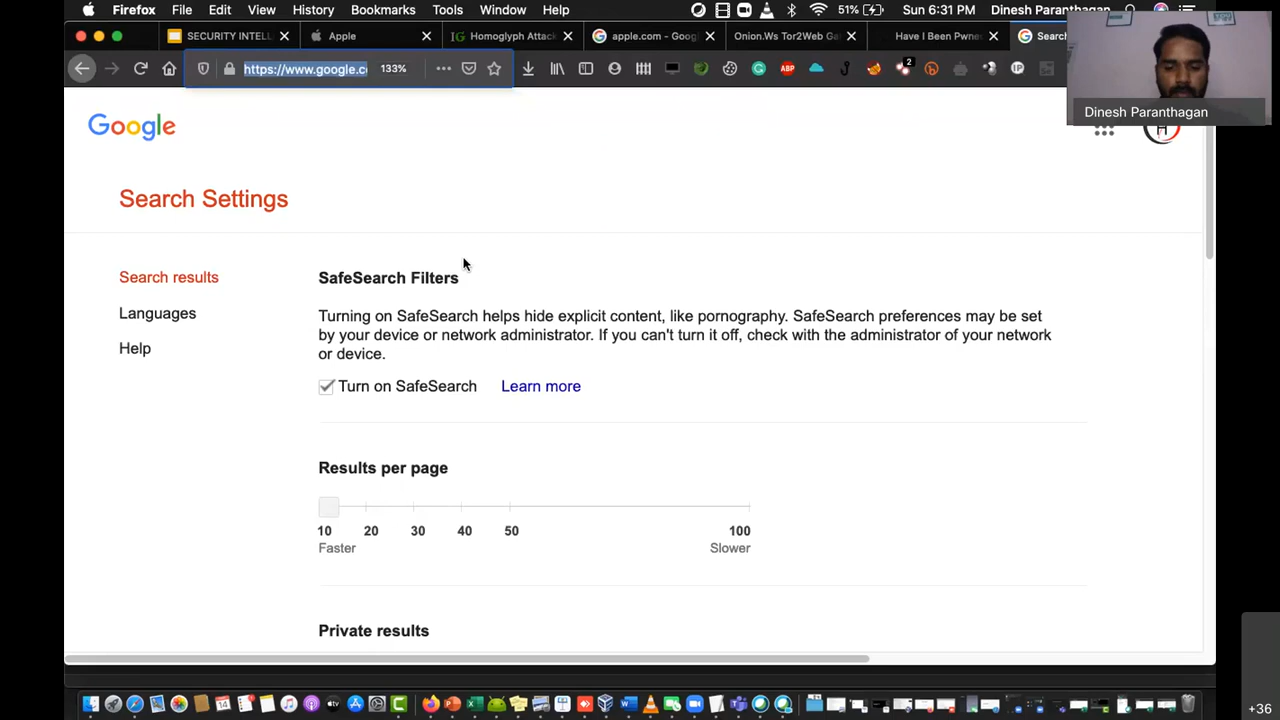 Firefox File Edit View History Bookmarks Tools Window Help 51% Sun 6:31 PM Dinesh Paranthagan
SECURITY INTELL Apple Homoglyph Attack apple.com - Goog Onion.Ws Tor2Web Ga Have I Been Pwne Search
https://www.google.c 133% ABP 2 IP
Dinesh Paranthagan
Google
H
Search Settings
Search results
Languages
Help
SafeSearch Filters
Turning on SafeSearch helps hide explicit content, like pornography. SafeSearch preferences may be set
by your device or network administrator. If you can't turn it off, check with the administrator of your network
or device.
Turn on SafeSearch Learn more
Results per page
10 20 30 40 50 100
Faster Slower
Private results
+36